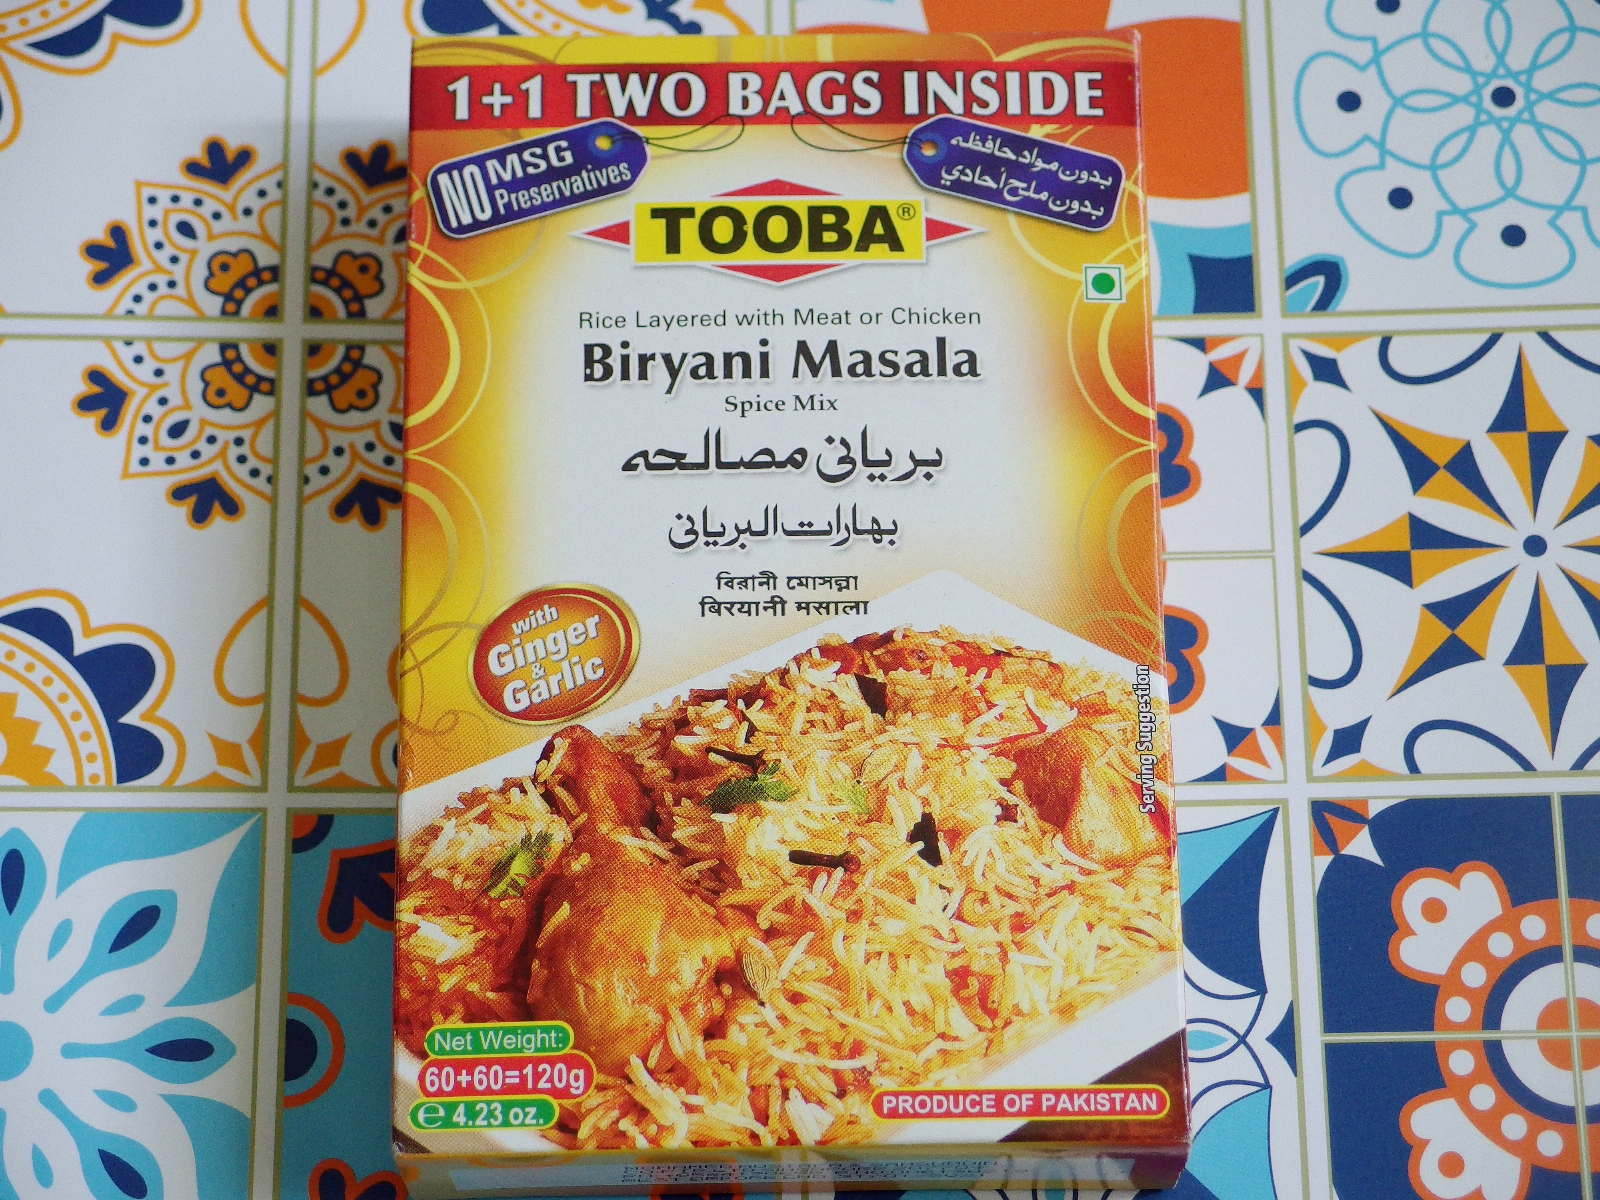 1+1 TWO BAGS INSIDE
NO MSG
Preservatives
بدون مواد حافظه
بدون ملح أحادي
TOOBA®
Rice Layered with Meat or Chicken
Biryani Masala
Spice Mix
بریانی مصالحہ
بهارات البرياني
बिरयानी मसाला
with
Ginger
&
Garlic
Serving Suggestion
Net Weight:
60+60=120g
℮ 4.23 oz.
PRODUCE OF PAKISTAN